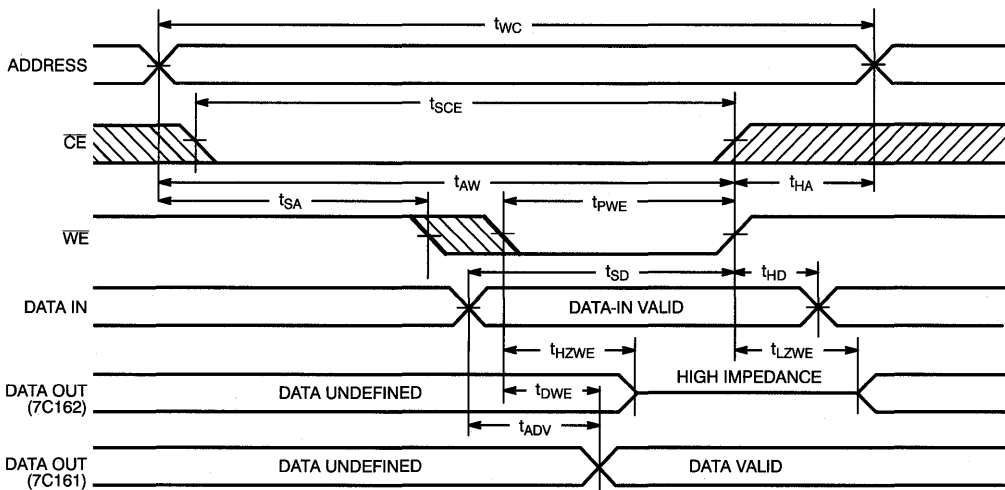 tWC
ADDRESS
tSCE
CE
tAW
tHA
tSA
tPWE
WE
tSD
tHD
DATA IN
DATA-IN VALID
tHZWE
tLZWE
DATA OUT
(7C162)
DATA UNDEFINED
tDWE
HIGH IMPEDANCE
tADV
DATA OUT
(7C161)
DATA UNDEFINED
DATA VALID